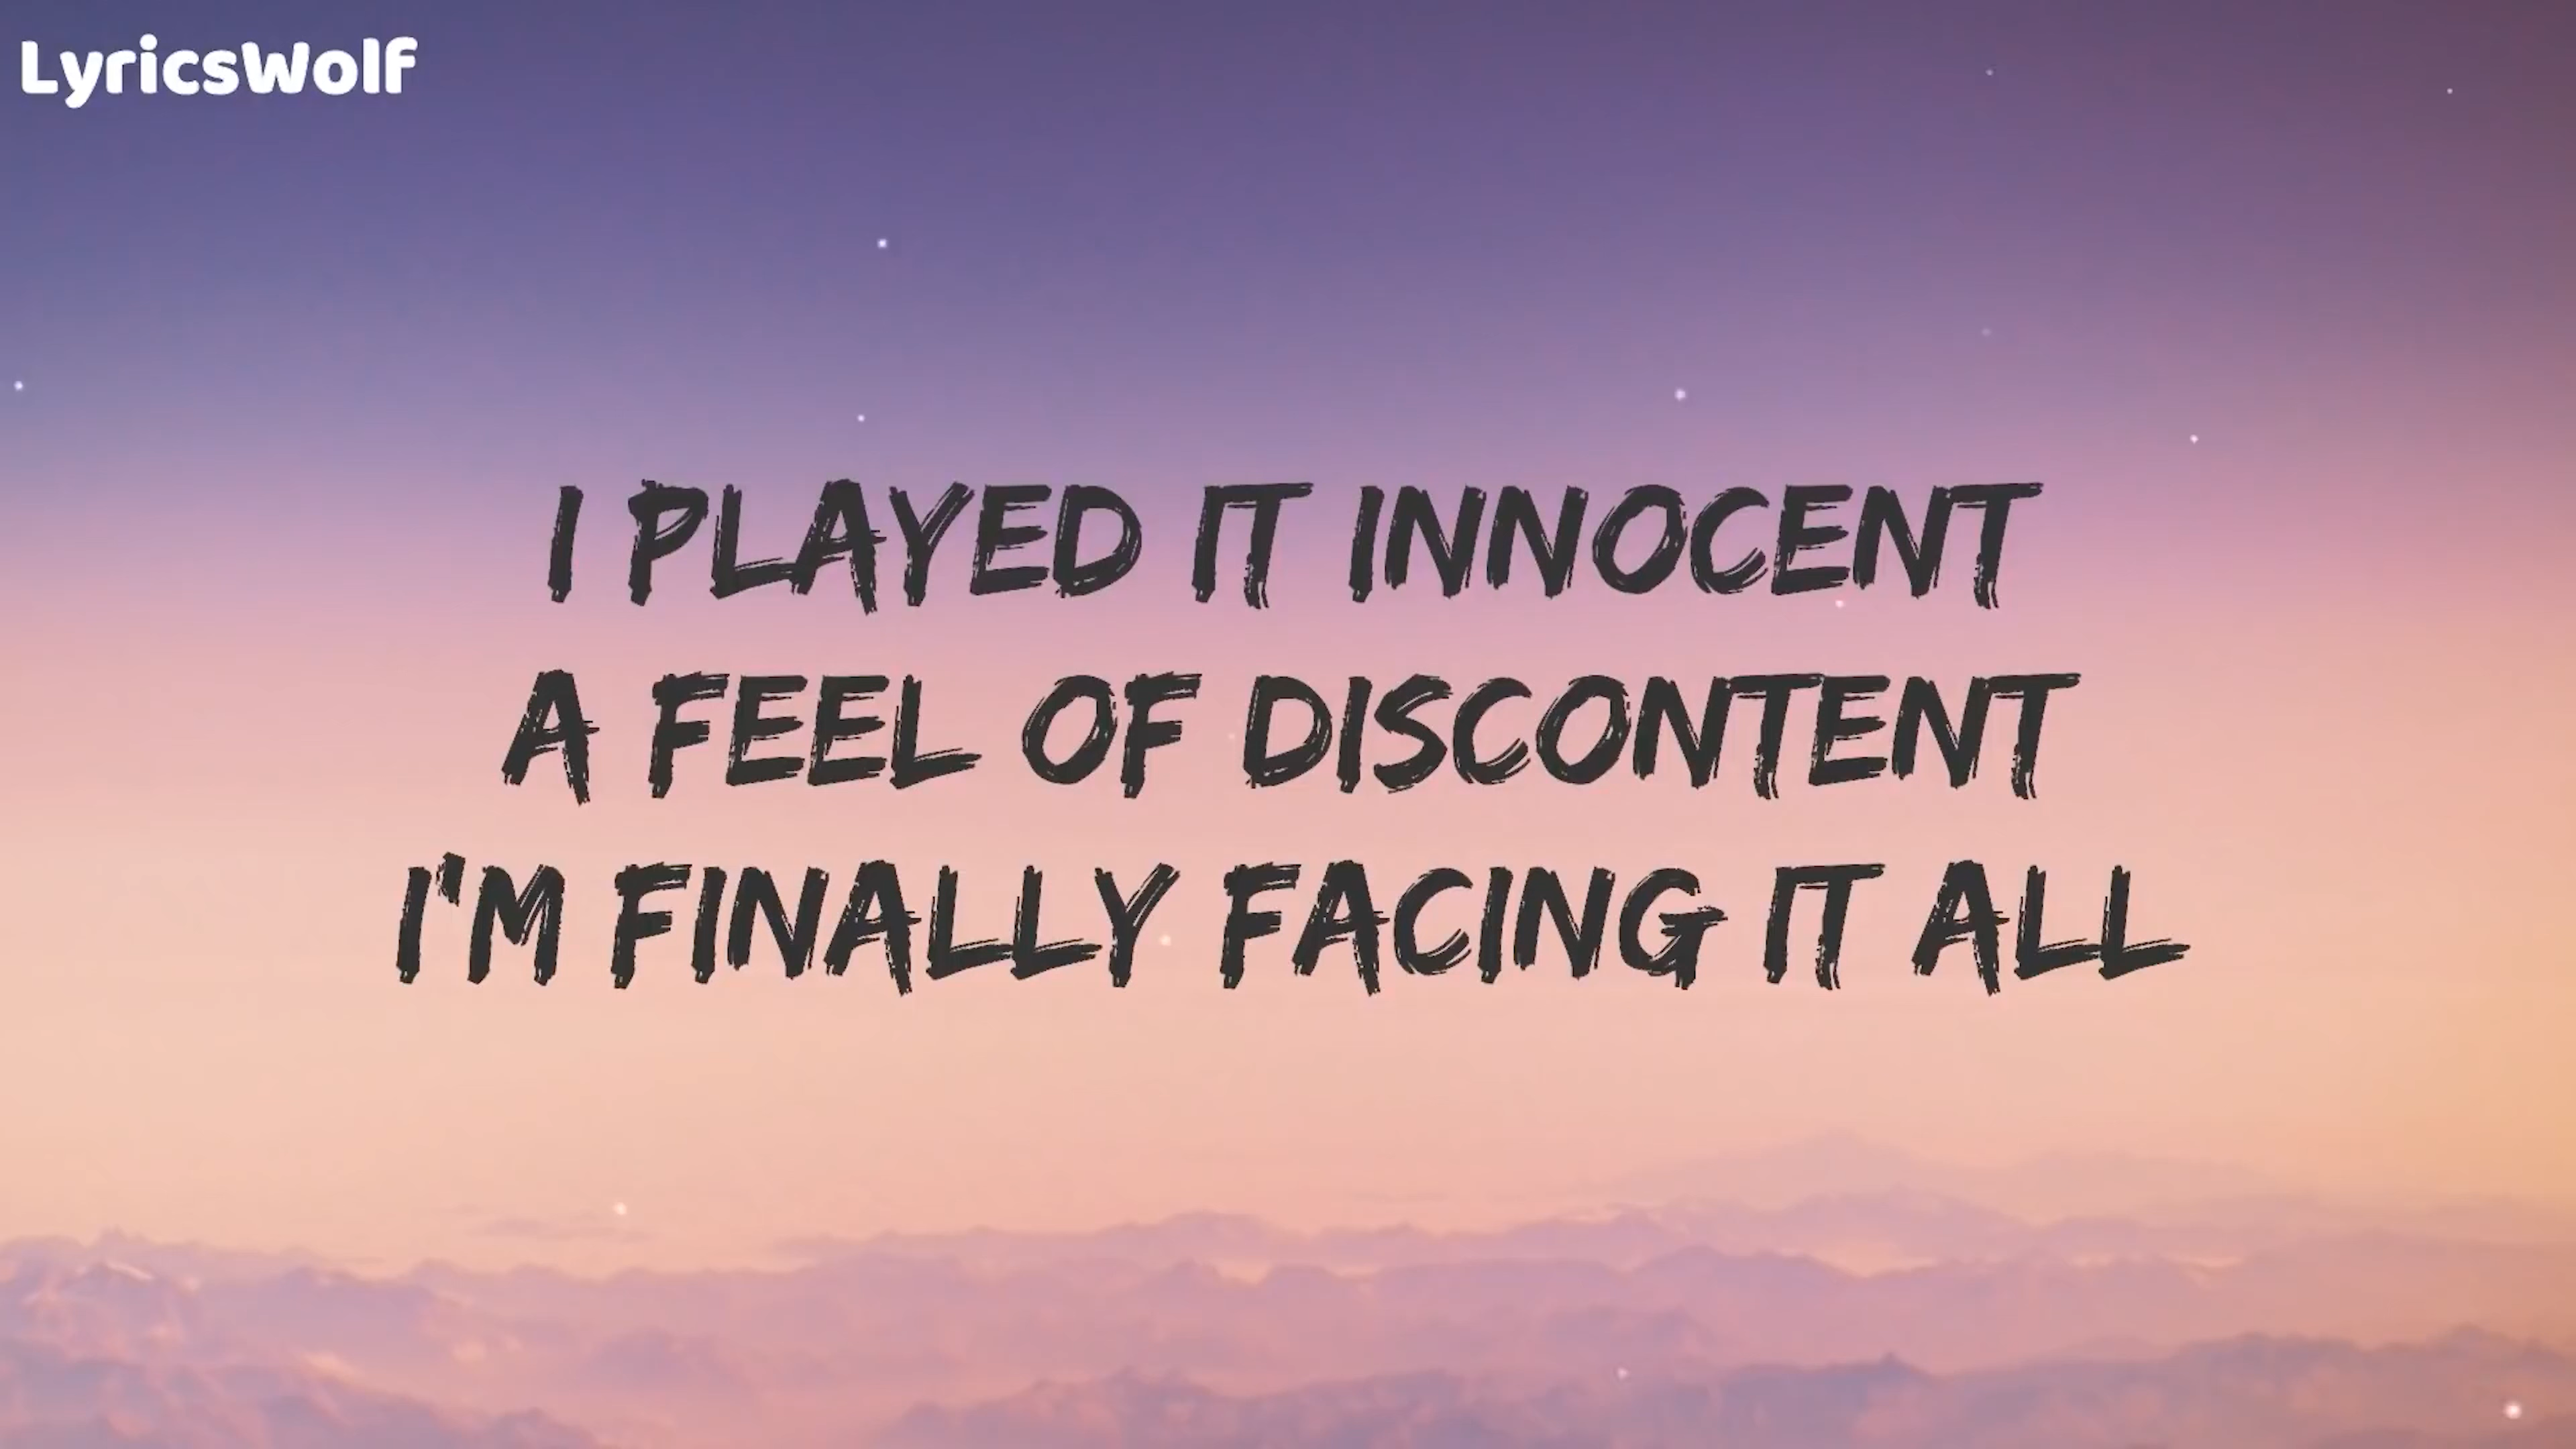 LyricsWolf
I PLAYED IT INNOCENT
A FEEL OF DISCONTENT
I'M FINALLY FACING IT ALL